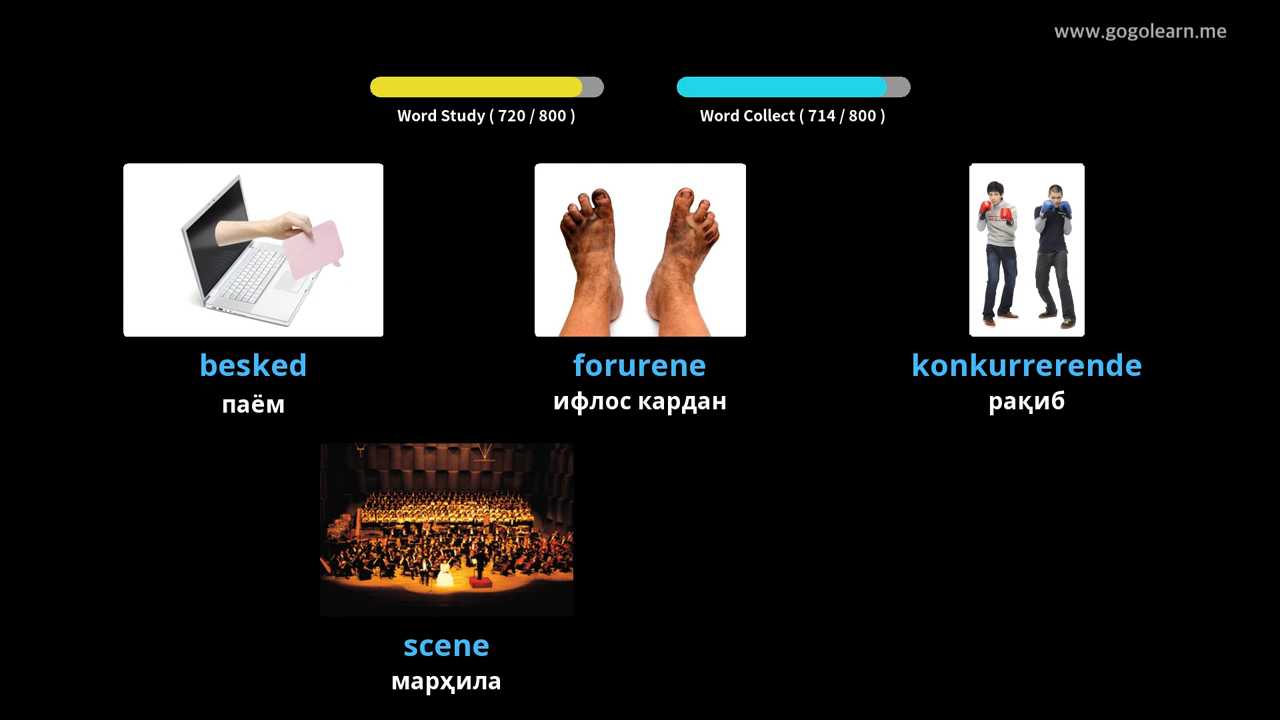 www.gogolearn.me
Word Study ( 720 / 800 )
Word Collect ( 714 / 800 )
besked
паём
forurene
ифлос кардан
konkurrerende
рақиб
scene
марҳила